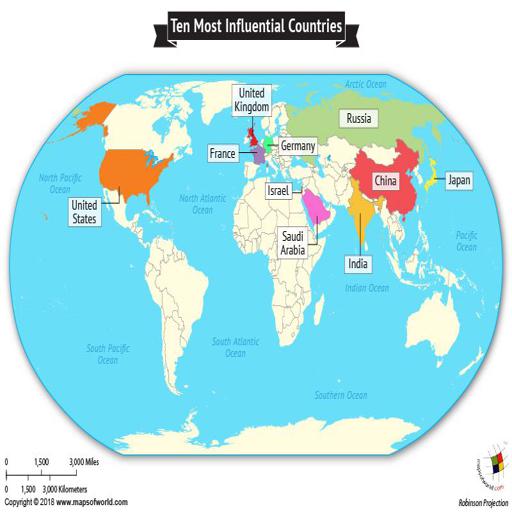 Ten Most Influential Countries
Arctic Ocean
United
Kingdom
Russia
Germany
France
North Pacific
Ocean
China
Japan
Israel
North Atlantic
Ocean
United
States
Saudi
Arabia
Pacific
Ocean
India
Indian Ocean
South Pacific
Ocean
South Atlantic
Ocean
Southern Ocean
0 1,500 3,000 Miles
0 1,500 3,000 Kilometers
Copyright © 2018 www.mapsofworld.com
mapsofworld.com
Robinson Projection